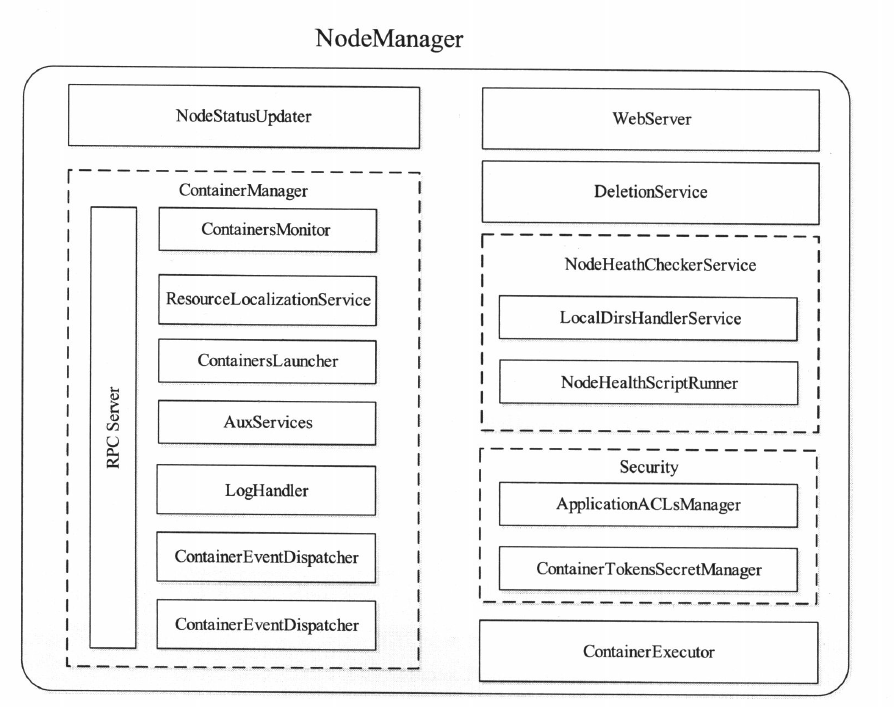 NodeManager
NodeStatusUpdater
ContainerManager
RPC Server
ContainersMonitor
ResourceLocalizationService
ContainersLauncher
AuxServices
LogHandler
ContainerEventDispatcher
ContainerEventDispatcher
WebServer
DeletionService
NodeHeathCheckerService
LocalDirsHandlerService
NodeHealthScriptRunner
Security
ApplicationACLsManager
ContainerTokensSecretManager
ContainerExecutor